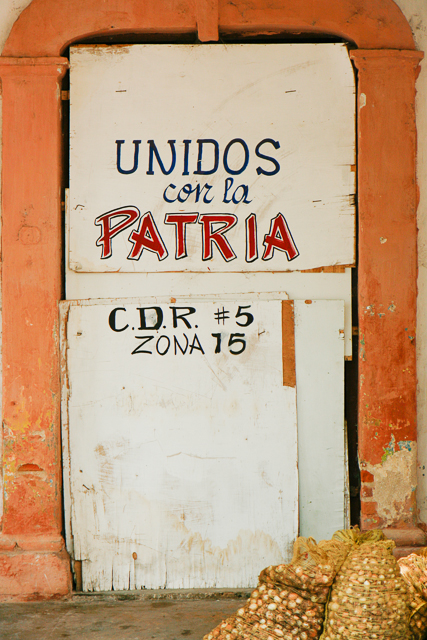 UNIDOS
con la
PATRIA
C.D.R. #5
ZONA 15